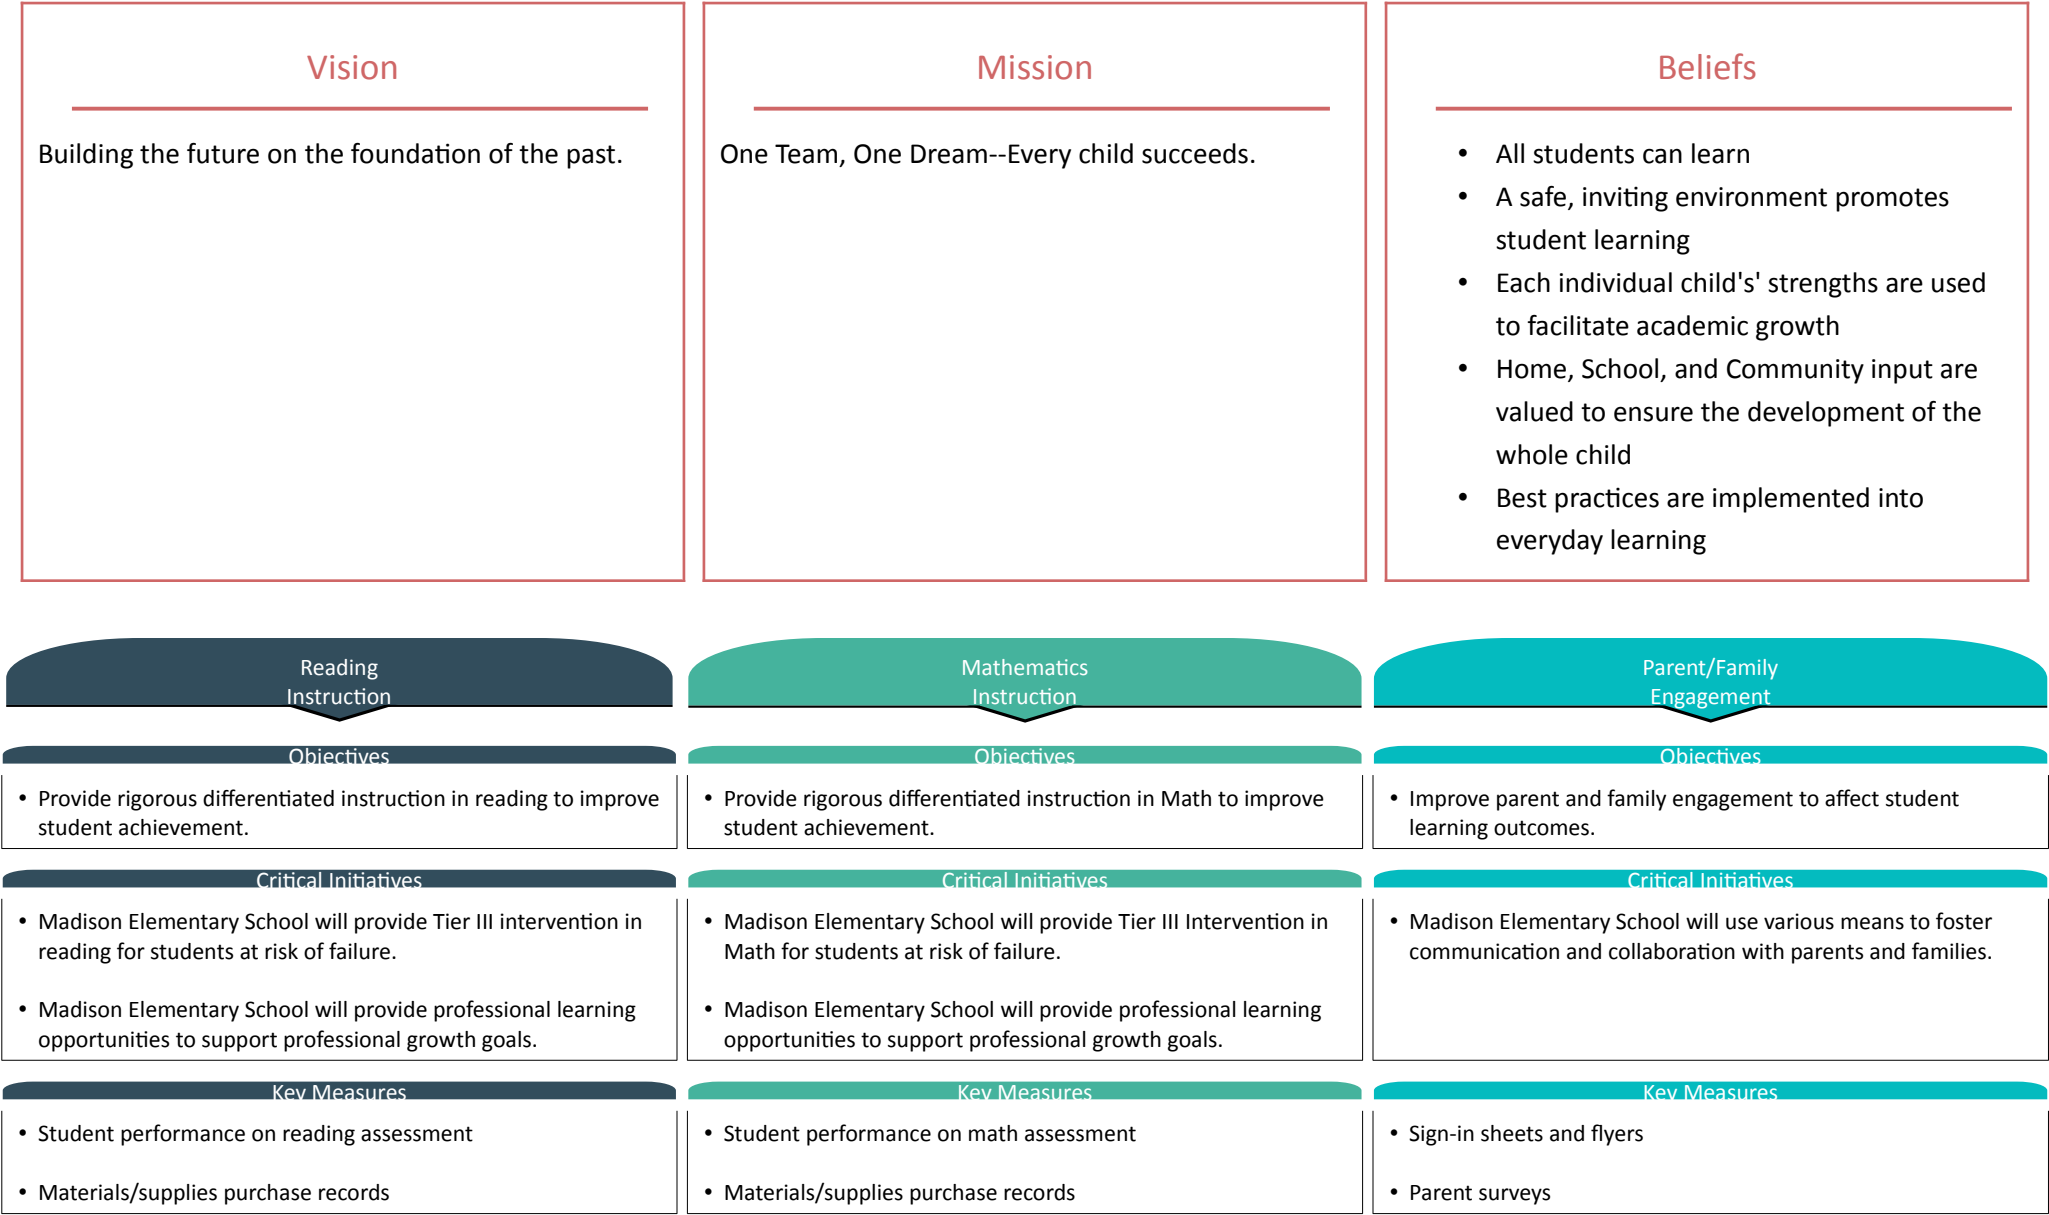 Vision
Building the future on the foundation of the past.
Mission
One Team, One Dream--Every child succeeds.
Beliefs
• All students can learn
• A safe, inviting environment promotes
student learning
• Each individual child's' strengths are used
to facilitate academic growth
• Home, School, and Community input are
valued to ensure the development of the
whole child
• Best practices are implemented into
everyday learning
Reading
Instruction
Objectives
• Provide rigorous differentiated instruction in reading to improve
student achievement.
Critical Initiatives
• Madison Elementary School will provide Tier III intervention in
reading for students at risk of failure.
• Madison Elementary School will provide professional learning
opportunities to support professional growth goals.
Key Measures
• Student performance on reading assessment
• Materials/supplies purchase records
Mathematics
Instruction
Objectives
• Provide rigorous differentiated instruction in Math to improve
student achievement.
Critical Initiatives
• Madison Elementary School will provide Tier III Intervention in
Math for students at risk of failure.
• Madison Elementary School will provide professional learning
opportunities to support professional growth goals.
Key Measures
• Student performance on math assessment
• Materials/supplies purchase records
Parent/Family
Engagement
Objectives
• Improve parent and family engagement to affect student
learning outcomes.
Critical Initiatives
• Madison Elementary School will use various means to foster
communication and collaboration with parents and families.
Key Measures
• Sign-in sheets and flyers
• Parent surveys